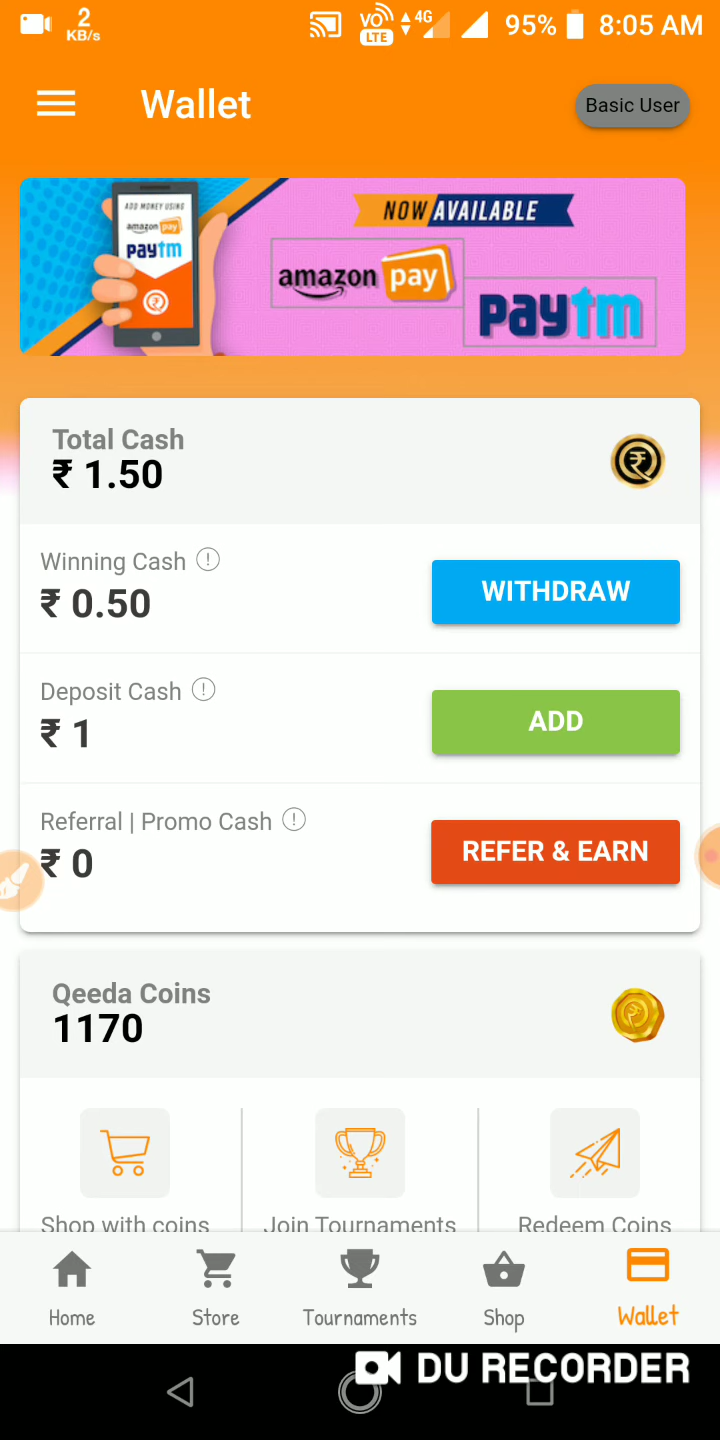 2
KB/s
VO))
LTE
4G
95%
8:05 AM
Wallet
Basic User
ADD MONEY USING
amazon pay
paytm
NOW AVAILABLE
amazon pay
paytm
Total Cash
₹ 1.50
Winning Cash
₹ 0.50
WITHDRAW
Deposit Cash
₹ 1
ADD
Referral | Promo Cash
₹ 0
REFER & EARN
Qeeda Coins
1170
Shop with coins
Join Tournaments
Redeem Coins
Home
Store
Tournaments
Shop
Wallet
DU RECORDER